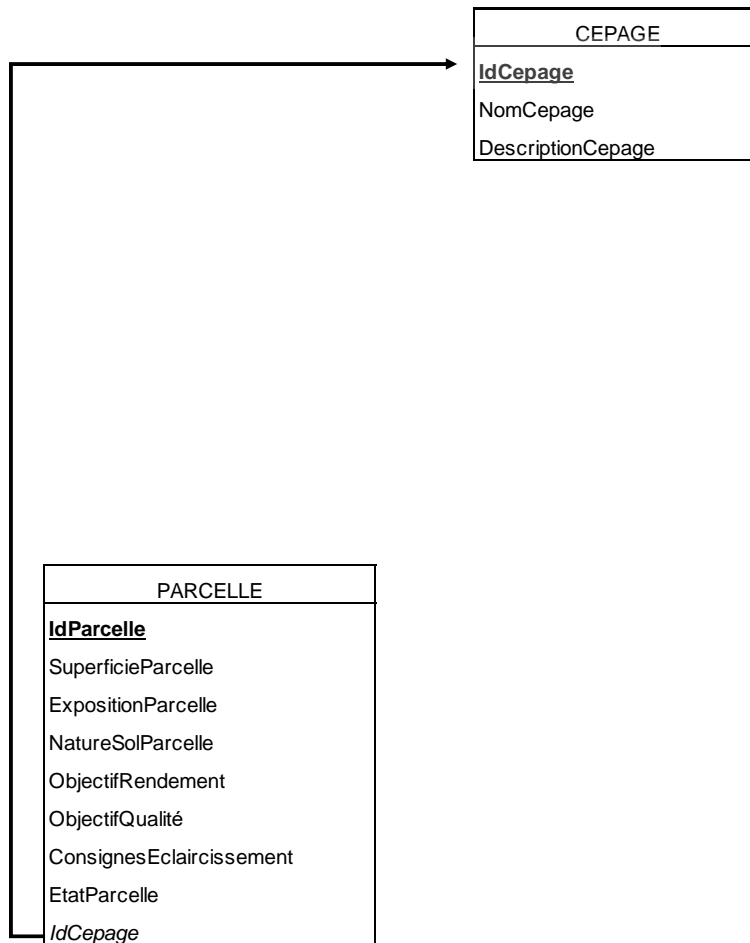 CEPAGE
IdCepage
NomCepage
DescriptionCepage
PARCELLE
IdParcelle
SuperficieParcelle
ExpositionParcelle
NatureSolParcelle
ObjectifRendement
ObjectifQualité
ConsignesEclaircissement
EtatParcelle
IdCepage